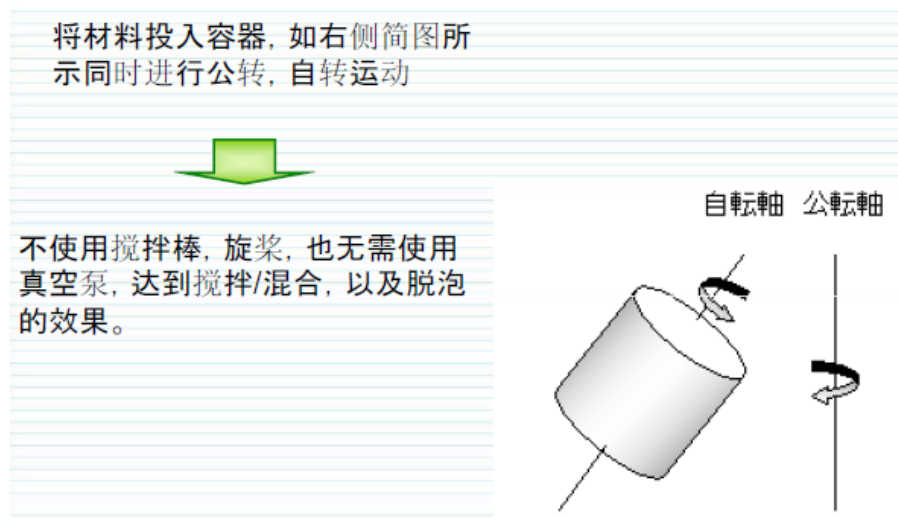 将材料投入容器, 如右侧简图所
示同时进行公转, 自转运动
不使用搅拌棒, 旋桨, 也无需使用
真空泵, 达到搅拌/混合, 以及脱泡
的效果。
自転軸 公転軸